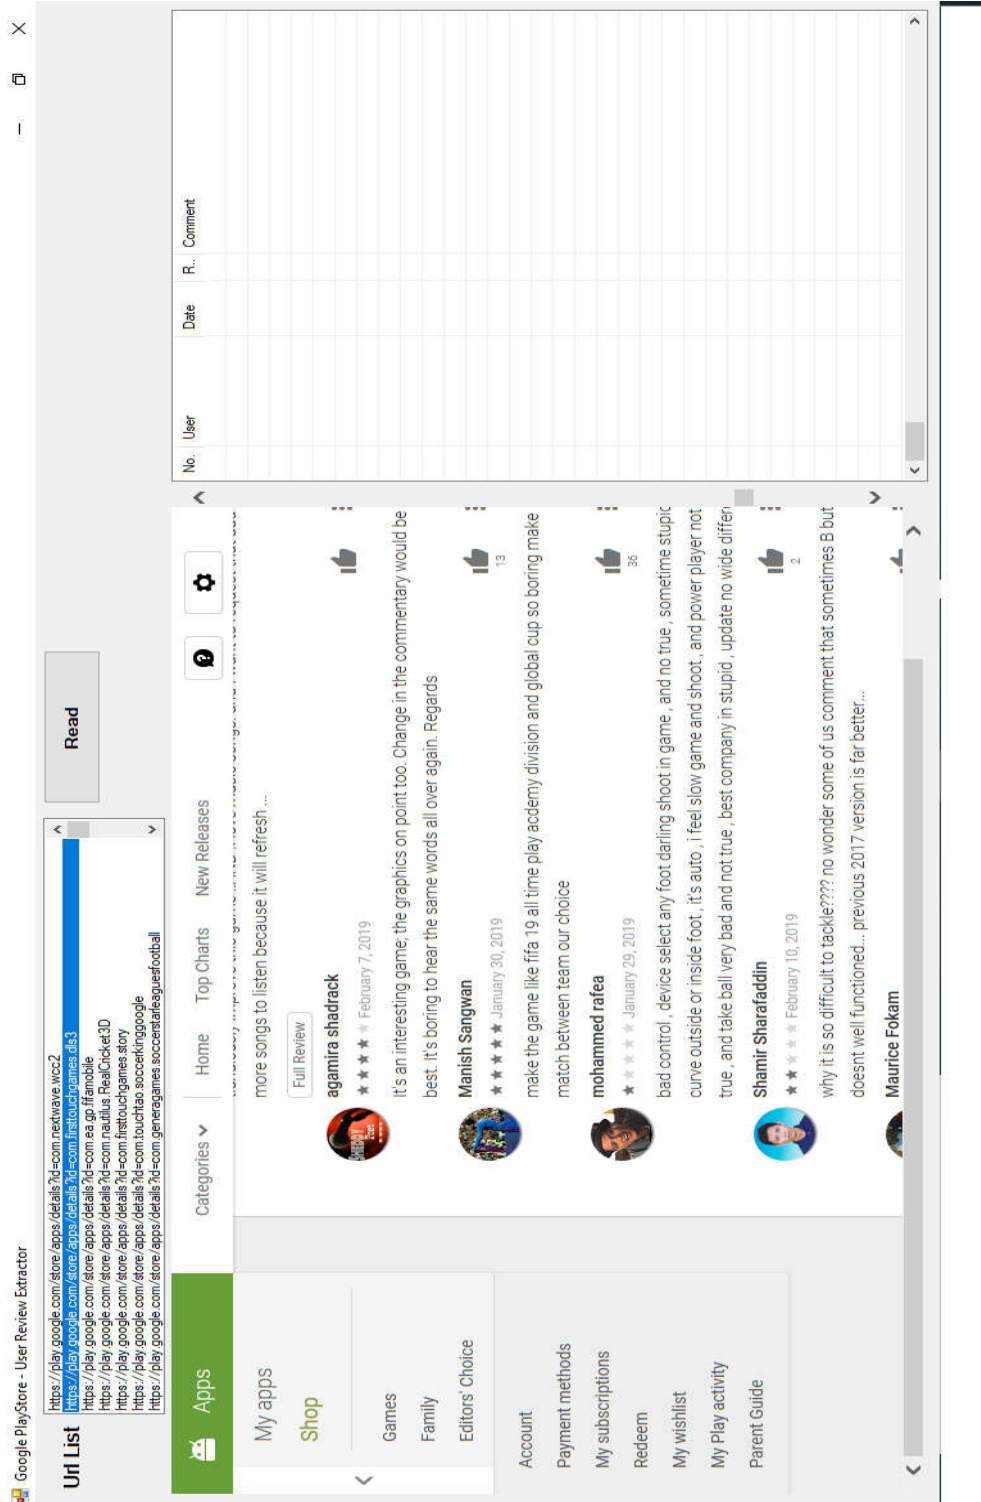 Google PlayStore - User Review Extractor
Url List
https://play.google.com/store/apps/details?id=com.nextwave.wcc2
https://play.google.com/store/apps/details?id=com.firsttouchgames.dls3
https://play.google.com/store/apps/details?id=com.ea.gp.fifamobile
https://play.google.com/store/apps/details?id=com.nautilus.RealCricket3D
https://play.google.com/store/apps/details?id=com.firsttouchgames.story
https://play.google.com/store/apps/details?id=com.touchtao.soccerkinggoogle
https://play.google.com/store/apps/details?id=com.generagames.soccerstarleaguesfootball
Read
Apps
Categories
Home
Top Charts
New Releases
My apps
Shop
Games
Family
Editors' Choice
Account
Payment methods
My subscriptions
Redeem
My wishlist
My Play activity
Parent Guide
more songs to listen because it will refresh ...
Full Review
agamira shadrack
February 7, 2019
it's an interesting game; the graphics on point too. Change in the commentary would be
best. it's boring to hear the same words all over again. Regards
Manish Sangwan
January 30, 2019
13
make the game like fifa 19 all time play acdemy division and global cup so boring make
match between team our choice
mohammed rafea
January 29, 2019
36
bad control , device select any foot darling shoot in game , and no true , sometime stupic
curve outside or inside foot , it's auto , i feel slow game and shoot , and power player not
true , and take ball very bad and not true , best company in stupid , update no wide differ
Shamir Sharafaddin
February 10, 2019
2
why it is so difficult to tackle???? no wonder some of us comment that sometimes B but
doesnt well functioned... previous 2017 version is far better...
Maurice Fokam
No. User Date R.. Comment